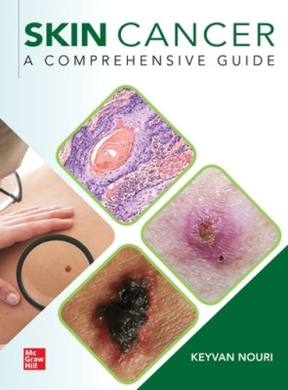 SKIN CANCER
A COMPREHENSIVE GUIDE
Mc
Graw
Hill
KEYVAN NOURI